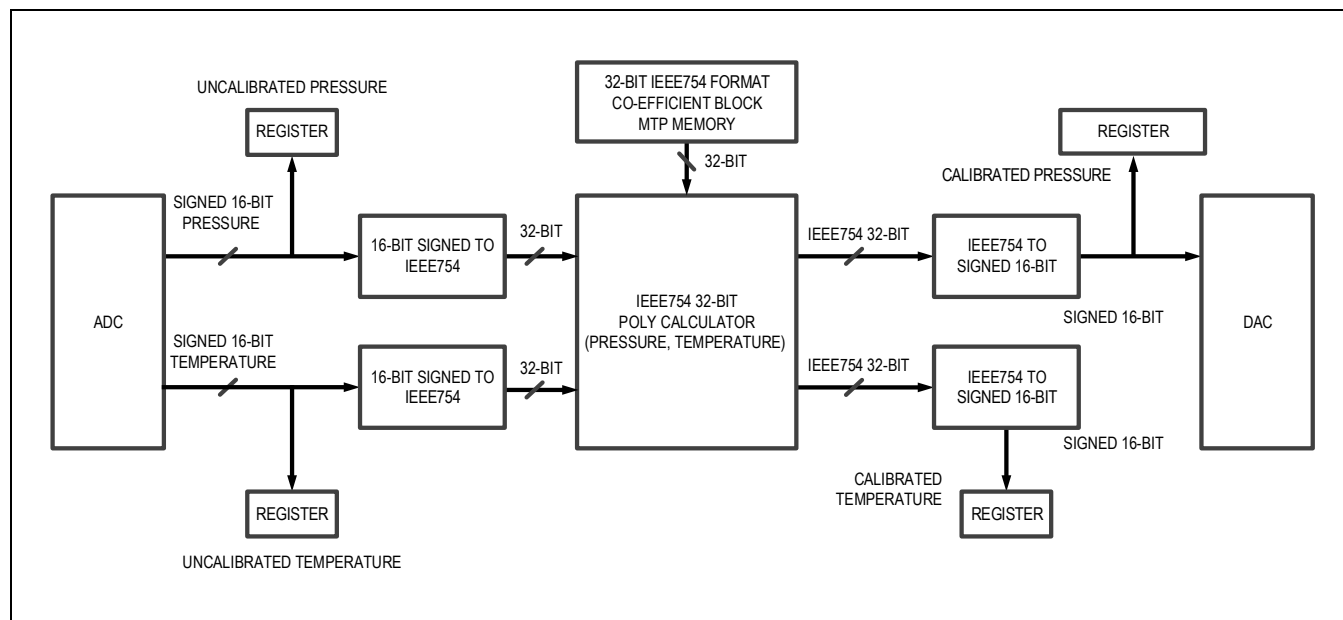 UNCALIBRATED PRESSURE
REGISTER
32-BIT IEEE754 FORMAT
CO-EFFICIENT BLOCK
MTP MEMORY
32-BIT
REGISTER
CALIBRATED PRESSURE
SIGNED 16-BIT
PRESSURE
16-BIT SIGNED TO
IEEE754
32-BIT
IEEE754 32-BIT
IEEE754 TO
SIGNED 16-BIT
SIGNED 16-BIT
ADC
IEEE754 32-BIT
POLY CALCULATOR
(PRESSURE, TEMPERATURE)
DAC
SIGNED 16-BIT
TEMPERATURE
16-BIT SIGNED TO
IEEE754
32-BIT
IEEE754 32-BIT
IEEE754 TO
SIGNED 16-BIT
SIGNED 16-BIT
CALIBRATED
TEMPERATURE
REGISTER
REGISTER
UNCALIBRATED TEMPERATURE